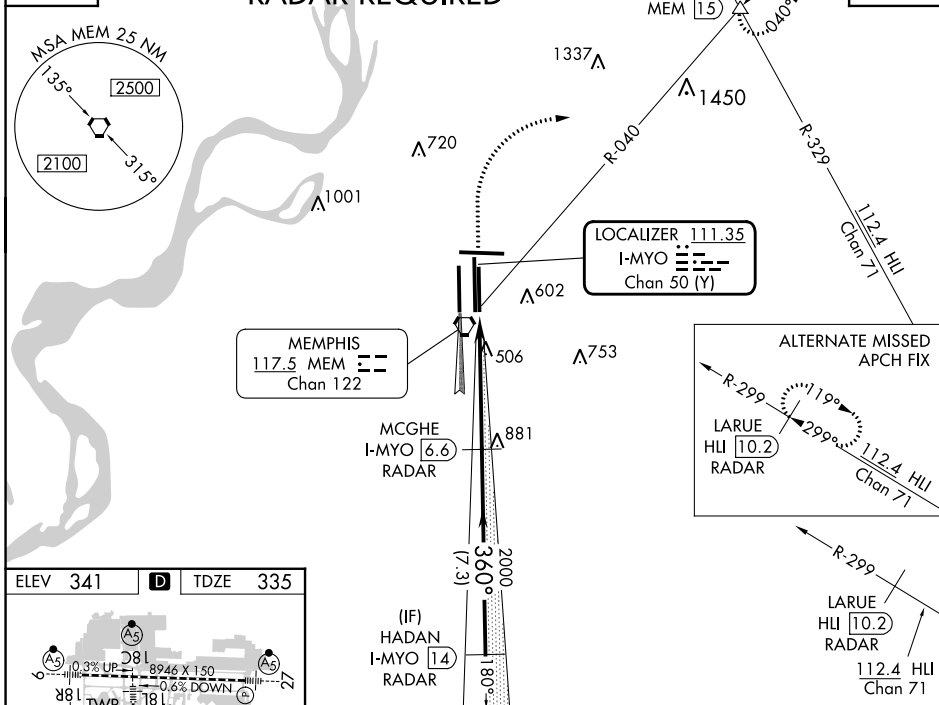 RADAR REQUIRED
MEM 15
040°
MSA MEM 25 NM
135°
2500
2100
315°
1337
1450
720
1001
R-040
R-329
112.4 HLI
Chan 71
LOCALIZER 111.35
I-MYO
Chan 50 (Y)
602
MEMPHIS
117.5 MEM
Chan 122
506
753
ALTERNATE MISSED
APCH FIX
R-299
119°
299°
LARUE
HLI 10.2
RADAR
112.4 HLI
Chan 71
MCGHE
I-MYO 6.6
RADAR
881
360°
(7.3)
2000
R-299
LARUE
HLI 10.2
RADAR
112.4 HLI
Chan 71
(IF)
HADAN
I-MYO 14
RADAR
180°
ELEV 341
D
TDZE 335
A5
A5
A5
18C
0.3% UP
8946 X 150
0.6% DOWN
9
27
18R
18L
P
TWR